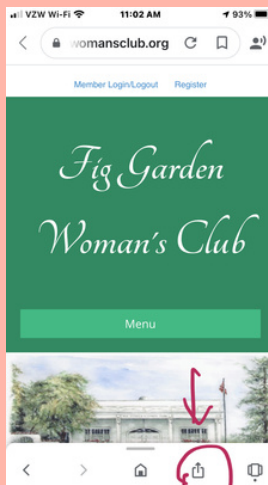 VZW Wi-Fi 11:02 AM 93%
womansclub.org
Member Login/Logout Register
Fig Garden
Woman's Club
Menu